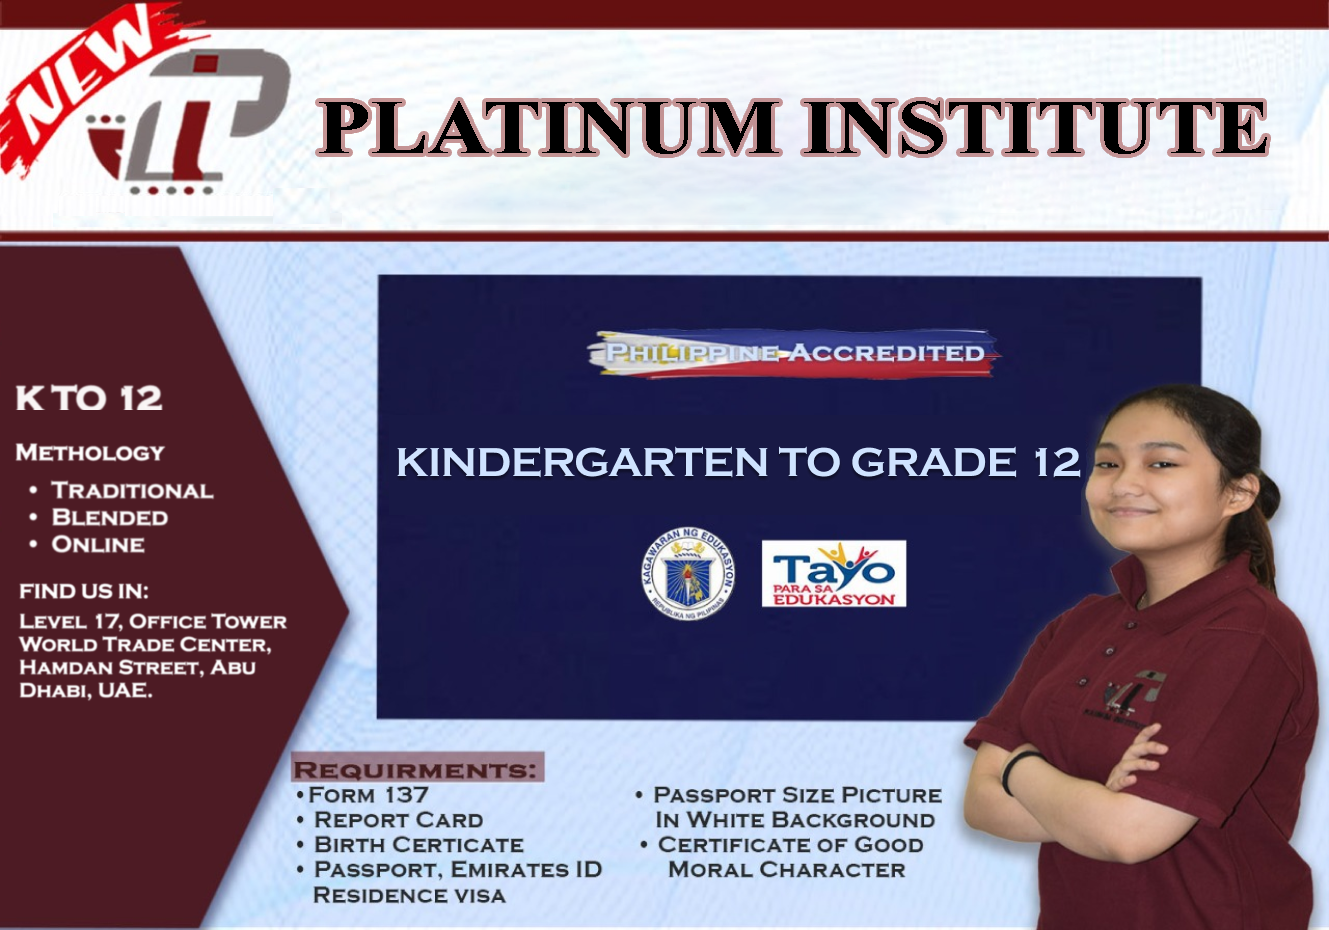 NEW
PLATINUM INSTITUTE
K TO 12
METHOLOGY
• TRADITIONAL
• BLENDED
• ONLINE
FIND US IN:
LEVEL 17, OFFICE TOWER
WORLD TRADE CENTER,
HAMDAN STREET, ABU
DHABI, UAE.
PHILIPPINE ACCREDITED
KINDERGARTEN TO GRADE 12
KAGAWARAN NG EDUKASYON
REPUBLIKA NG PILIPINAS
Tayo
PARA SA
EDUKASYON
REQUIRMENTS:
•FORM 137
• REPORT CARD
• BIRTH CERTICATE
• PASSPORT, EMIRATES ID
RESIDENCE VISA
• PASSPORT SIZE PICTURE
IN WHITE BACKGROUND
• CERTIFICATE OF GOOD
MORAL CHARACTER